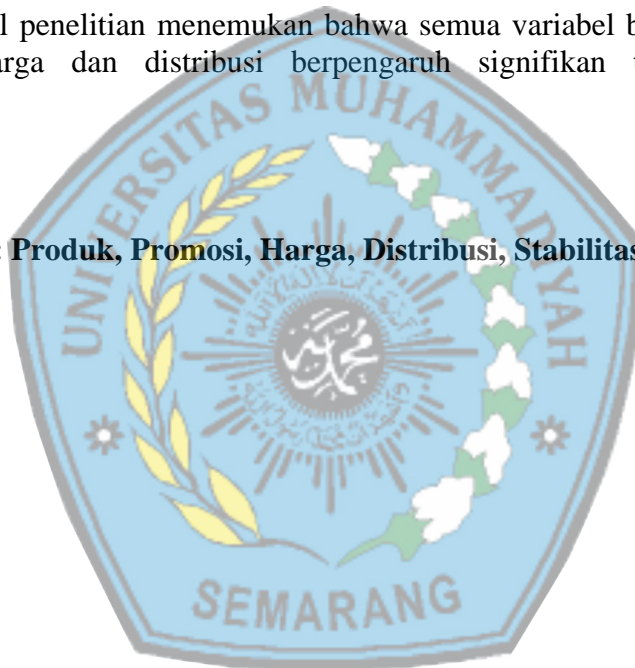 l penelitian menemukan bahwa semua variabel b
arga dan distribusi berpengaruh signifikan t
: Produk, Promosi, Harga, Distribusi, Stabilitas
UNIVERSITAS MUHAMMADIYAH
SEMARANG